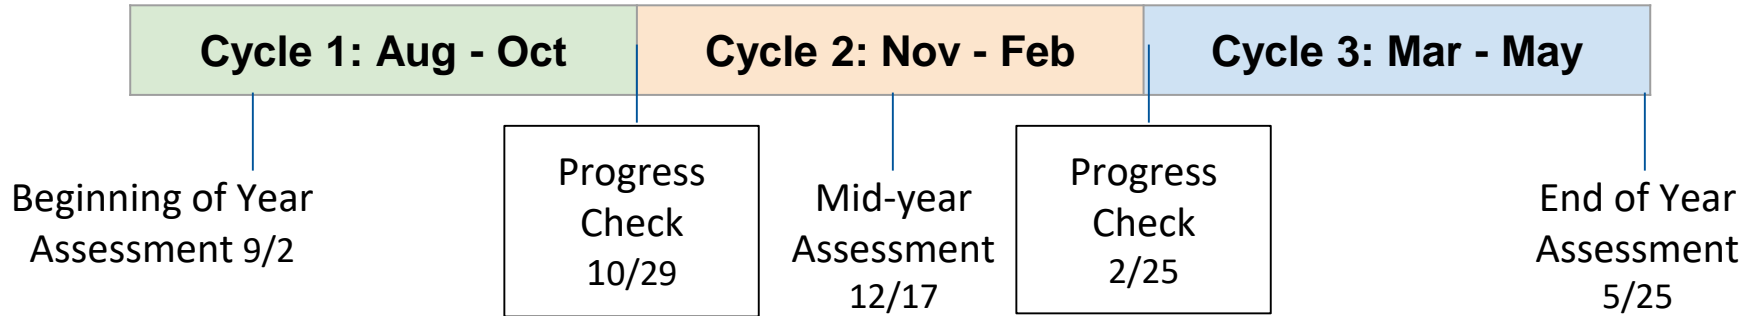 Cycle 1: Aug - Oct
Cycle 2: Nov - Feb
Cycle 3: Mar - May
Beginning of Year
Assessment 9/2
Progress
Check
10/29
Mid-year
Assessment
12/17
Progress
Check
2/25
End of Year
Assessment
5/25